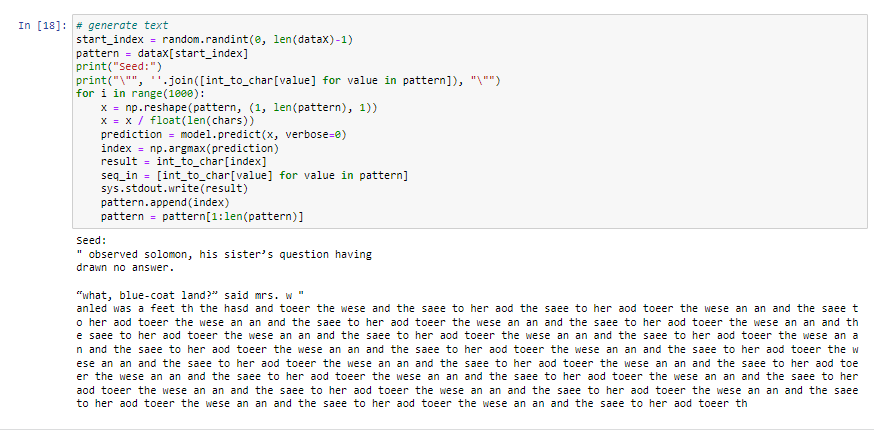 In [18]: # generate text
start_index = random.randint(0, len(dataX)-1)
pattern = dataX[start_index]
print("Seed:")
print("\"", ''.join([int_to_char[value] for value in pattern]), "\"")
for i in range(1000):
    x = np.reshape(pattern, (1, len(pattern), 1))
    x = x / float(len(chars))
    prediction = model.predict(x, verbose=0)
    index = np.argmax(prediction)
    result = int_to_char[index]
    seq_in = [int_to_char[value] for value in pattern]
    sys.stdout.write(result)
    pattern.append(index)
    pattern = pattern[1:len(pattern)]
Seed:
" observed solomon, his sister’s question having
drawn no answer.
“what, blue-coat land?” said mrs. w "
anled was a feet th the hasd and toeer the wese and the saee to her aod the saee to her aod toeer the wese an an and the saee t
o her aod toeer the wese an an and the saee to her aod toeer the wese an an and the saee to her aod toeer the wese an an and th
e saee to her aod toeer the wese an an and the saee to her aod toeer the wese an an and the saee to her aod toeer the wese an a
n and the saee to her aod toeer the wese an an and the saee to her aod toeer the wese an an and the saee to her aod toeer the w
ese an an and the saee to her aod toeer the wese an an and the saee to her aod toeer the wese an an and the saee to her aod toe
er the wese an an and the saee to her aod toeer the wese an an and the saee to her aod toeer the wese an an and the saee to her
aod toeer the wese an an and the saee to her aod toeer the wese an an and the saee to her aod toeer the wese an an and the saee
to her aod toeer the wese an an and the saee to her aod toeer the wese an an and the saee to her aod toeer th